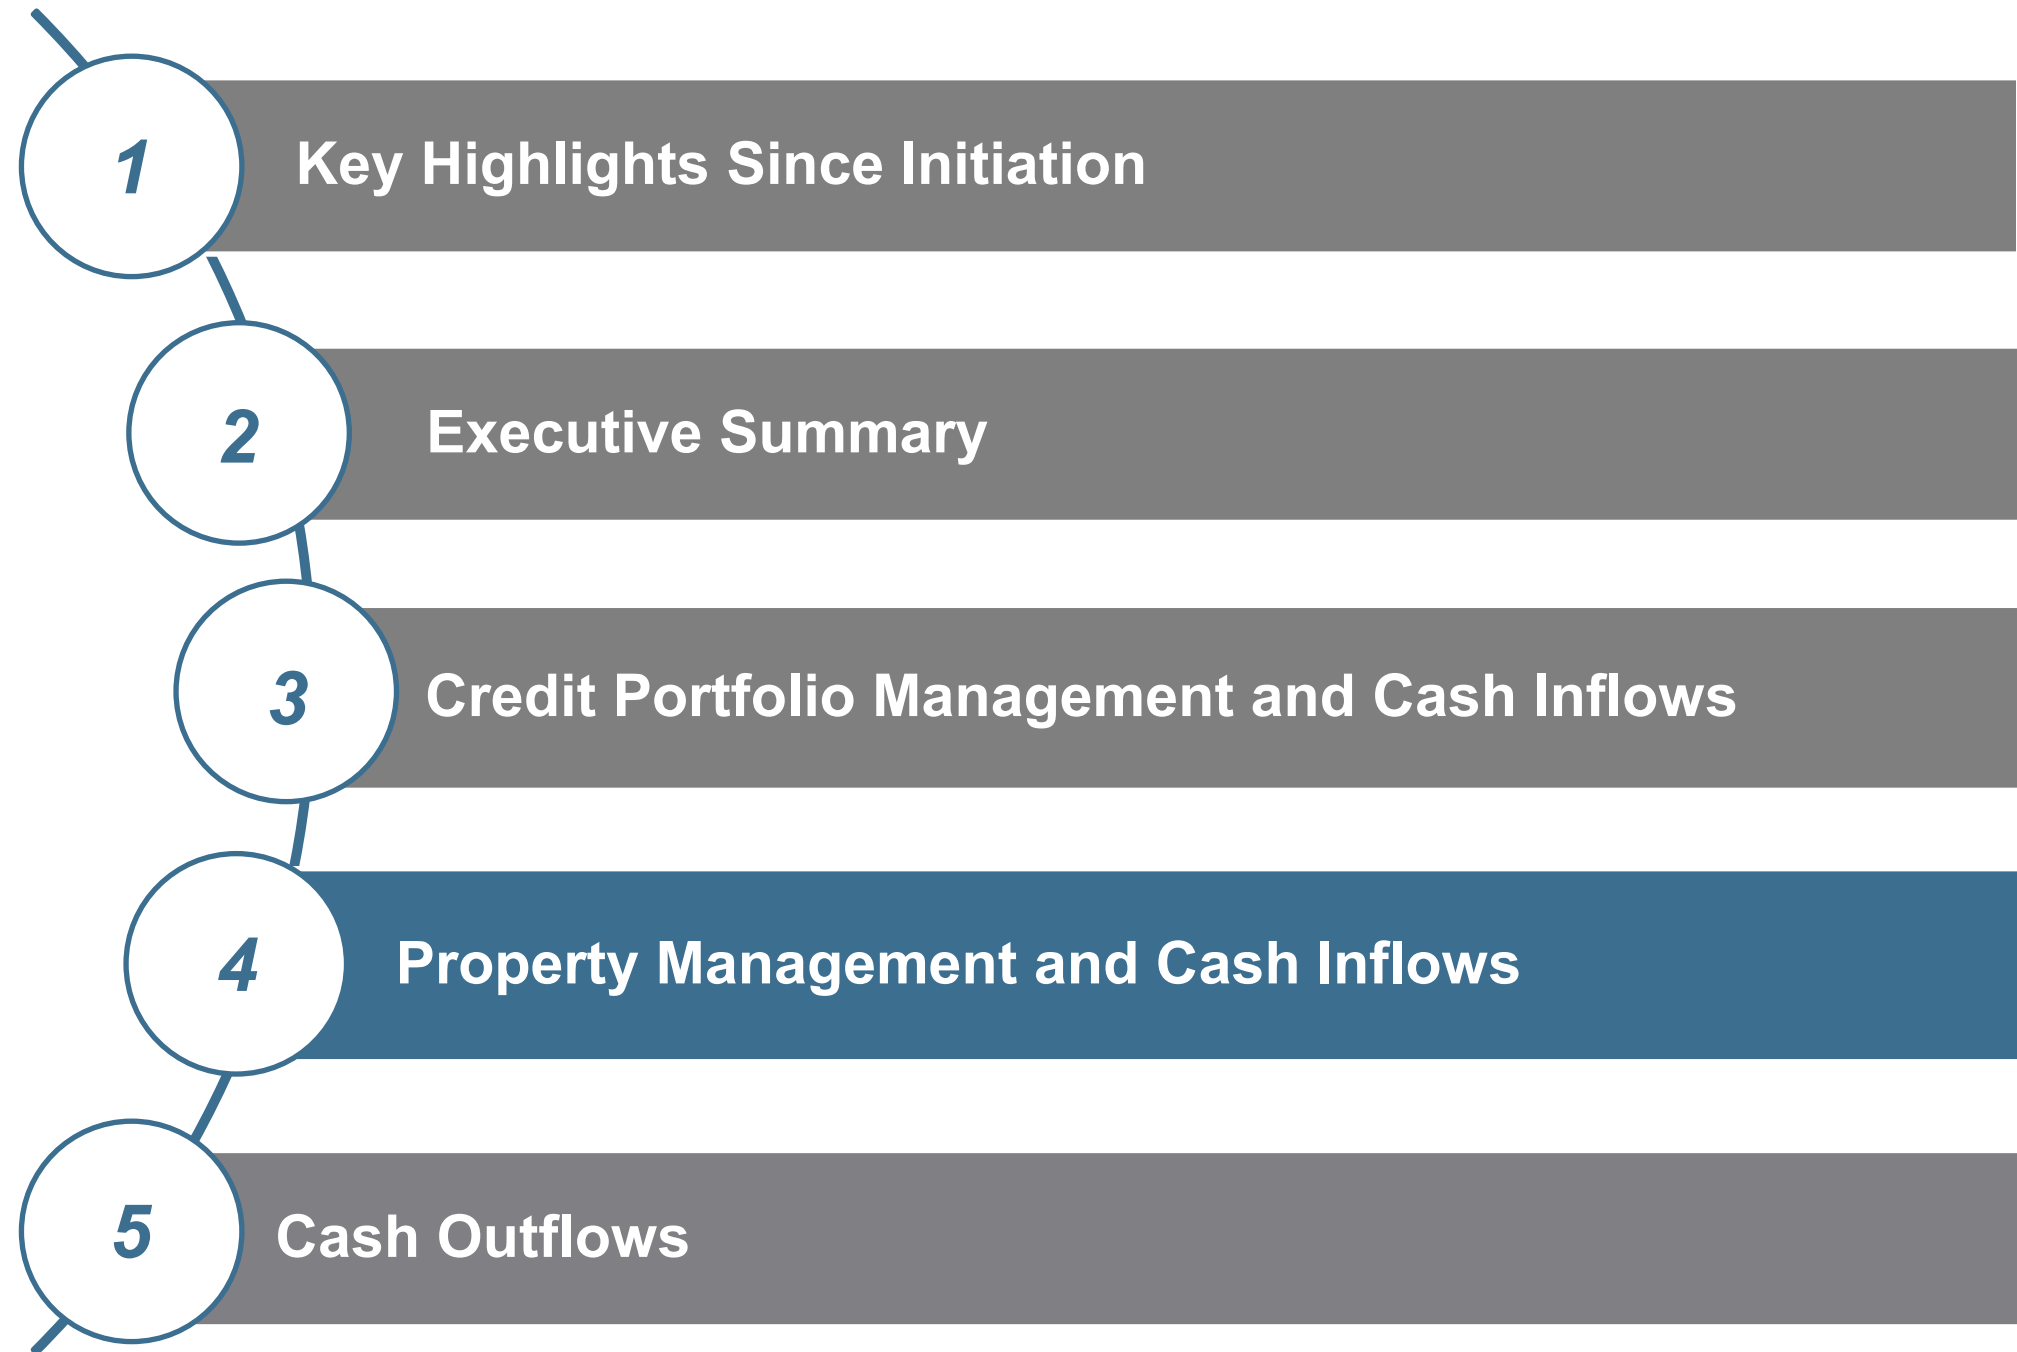 1
Key Highlights Since Initiation
2
Executive Summary
3
Credit Portfolio Management and Cash Inflows
4
Property Management and Cash Inflows
5
Cash Outflows